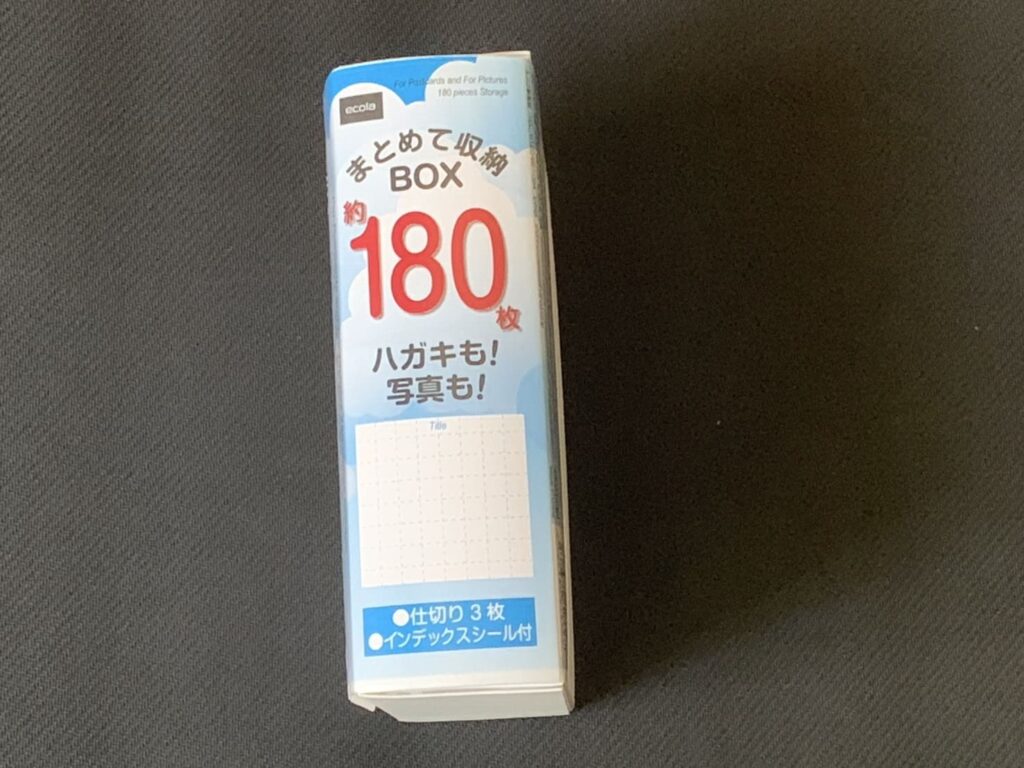 For Postcards and For Pictures
180 pieces Storage
ecola
まとめて収納
BOX
約
180
枚
ハガキも!
写真も!
Title
●仕切り3枚
●インデックスシール付